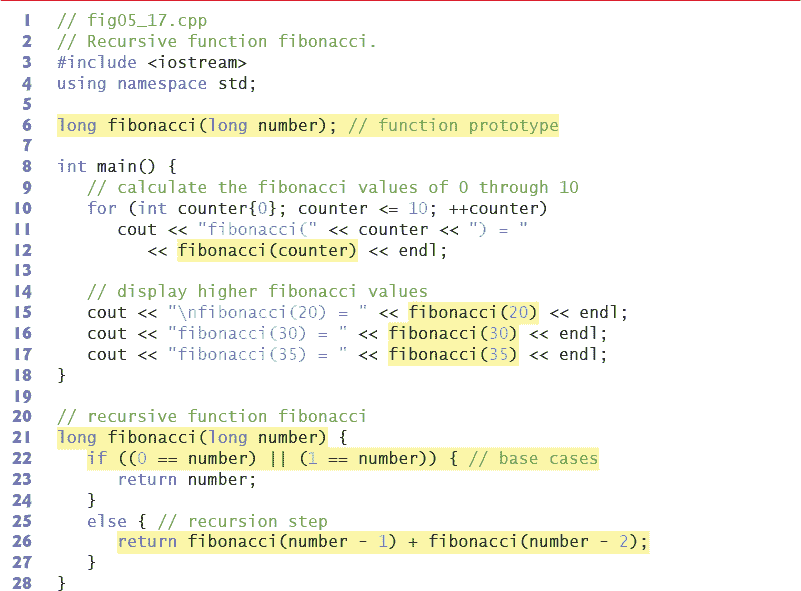 1 // fig05_17.cpp
2 // Recursive function fibonacci.
3 #include <iostream>
4 using namespace std;
5
6 long fibonacci(long number); // function prototype
7
8 int main() {
9    // calculate the fibonacci values of 0 through 10
10    for (int counter{0}; counter <= 10; ++counter)
11       cout << "fibonacci(" << counter << ") = "
12          << fibonacci(counter) << endl;
13
14    // display higher fibonacci values
15    cout << "\nfibonacci(20) = " << fibonacci(20) << endl;
16    cout << "fibonacci(30) = " << fibonacci(30) << endl;
17    cout << "fibonacci(35) = " << fibonacci(35) << endl;
18 }
19
20 // recursive function fibonacci
21 long fibonacci(long number) {
22    if ((0 == number) || (1 == number)) { // base cases
23       return number;
24    }
25    else { // recursion step
26       return fibonacci(number - 1) + fibonacci(number - 2);
27    }
28 }